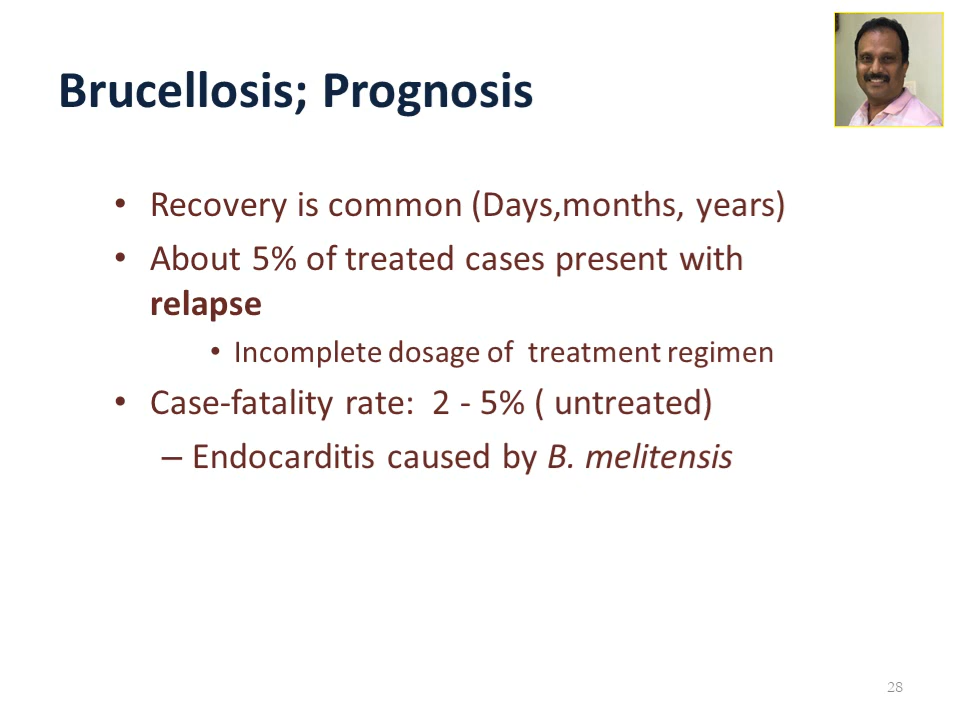 Brucellosis; Prognosis
• Recovery is common (Days,months, years)
• About 5% of treated cases present with
relapse
• Incomplete dosage of  treatment regimen
• Case-fatality rate:  2 - 5% ( untreated)
– Endocarditis caused by B. melitensis
28